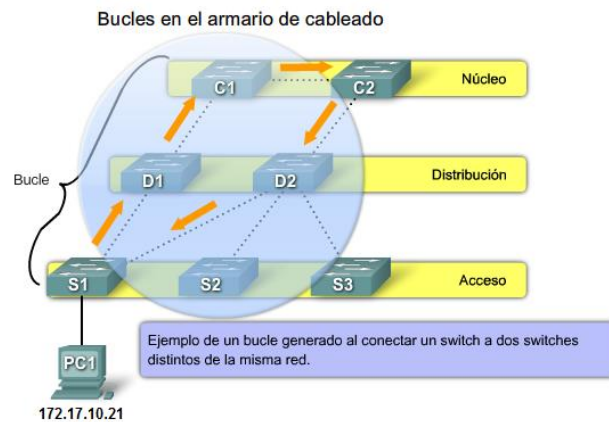 Bucles en el armario de cableado
C1
C2
Núcleo
Bucle
D1
D2
Distribución
S1
S2
S3
Acceso
Ejemplo de un bucle generado al conectar un switch a dos switches
distintos de la misma red.
PC1
172.17.10.21